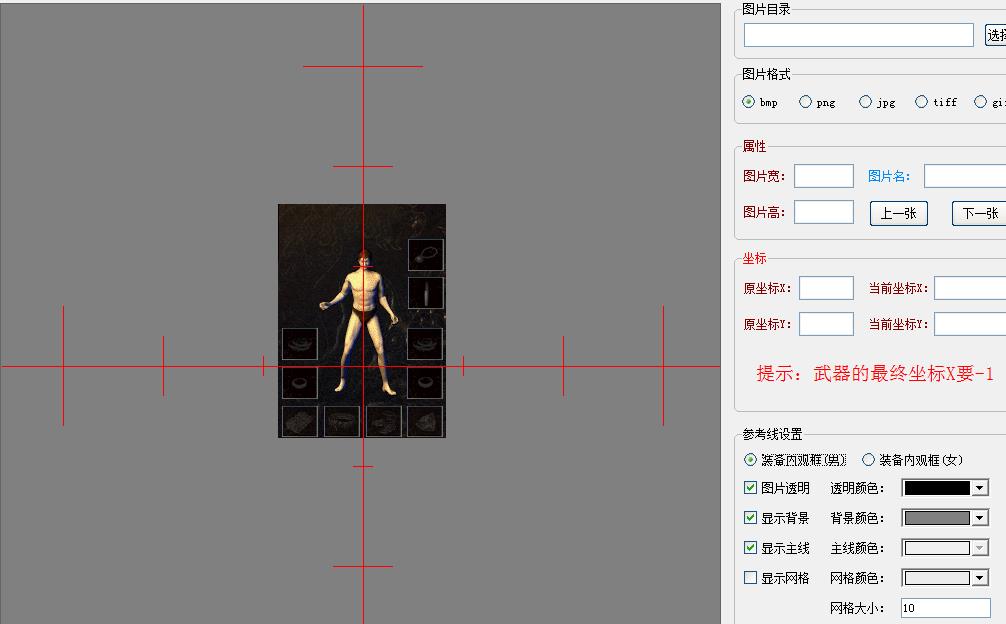 图片目录
选择
图片格式
bmp png jpg tiff gi
属性
图片宽： 图片名：
图片高： 上一张 下一张
坐标
原坐标X： 当前坐标X：
原坐标Y： 当前坐标Y：
提示：武器的最终坐标X要-1
参考线设置
装备内观框(男) 装备内观框(女)
图片透明 透明颜色：
显示背景 背景颜色：
显示主线 主线颜色：
显示网格 网格颜色：
网格大小： 10